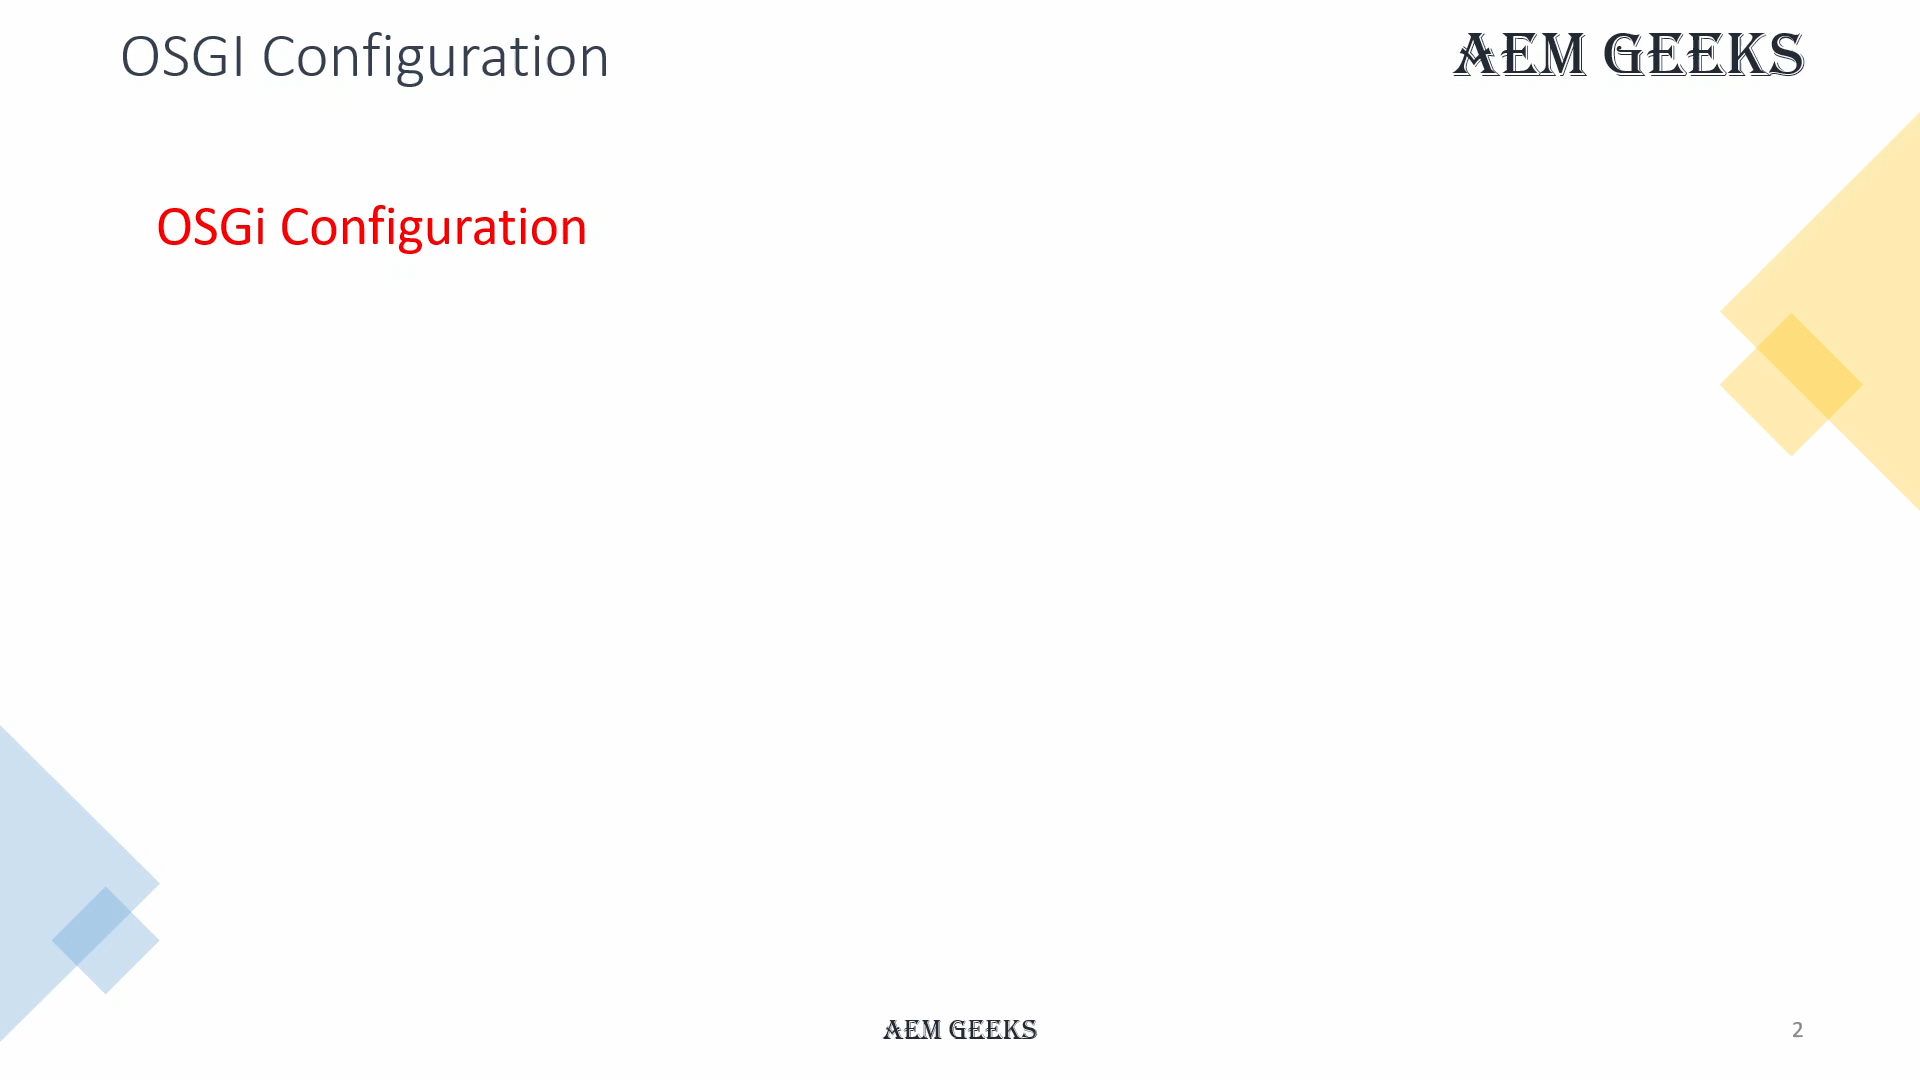 OSGI Configuration
AEM GEEKS
OSGi Configuration
AEM GEEKS
2